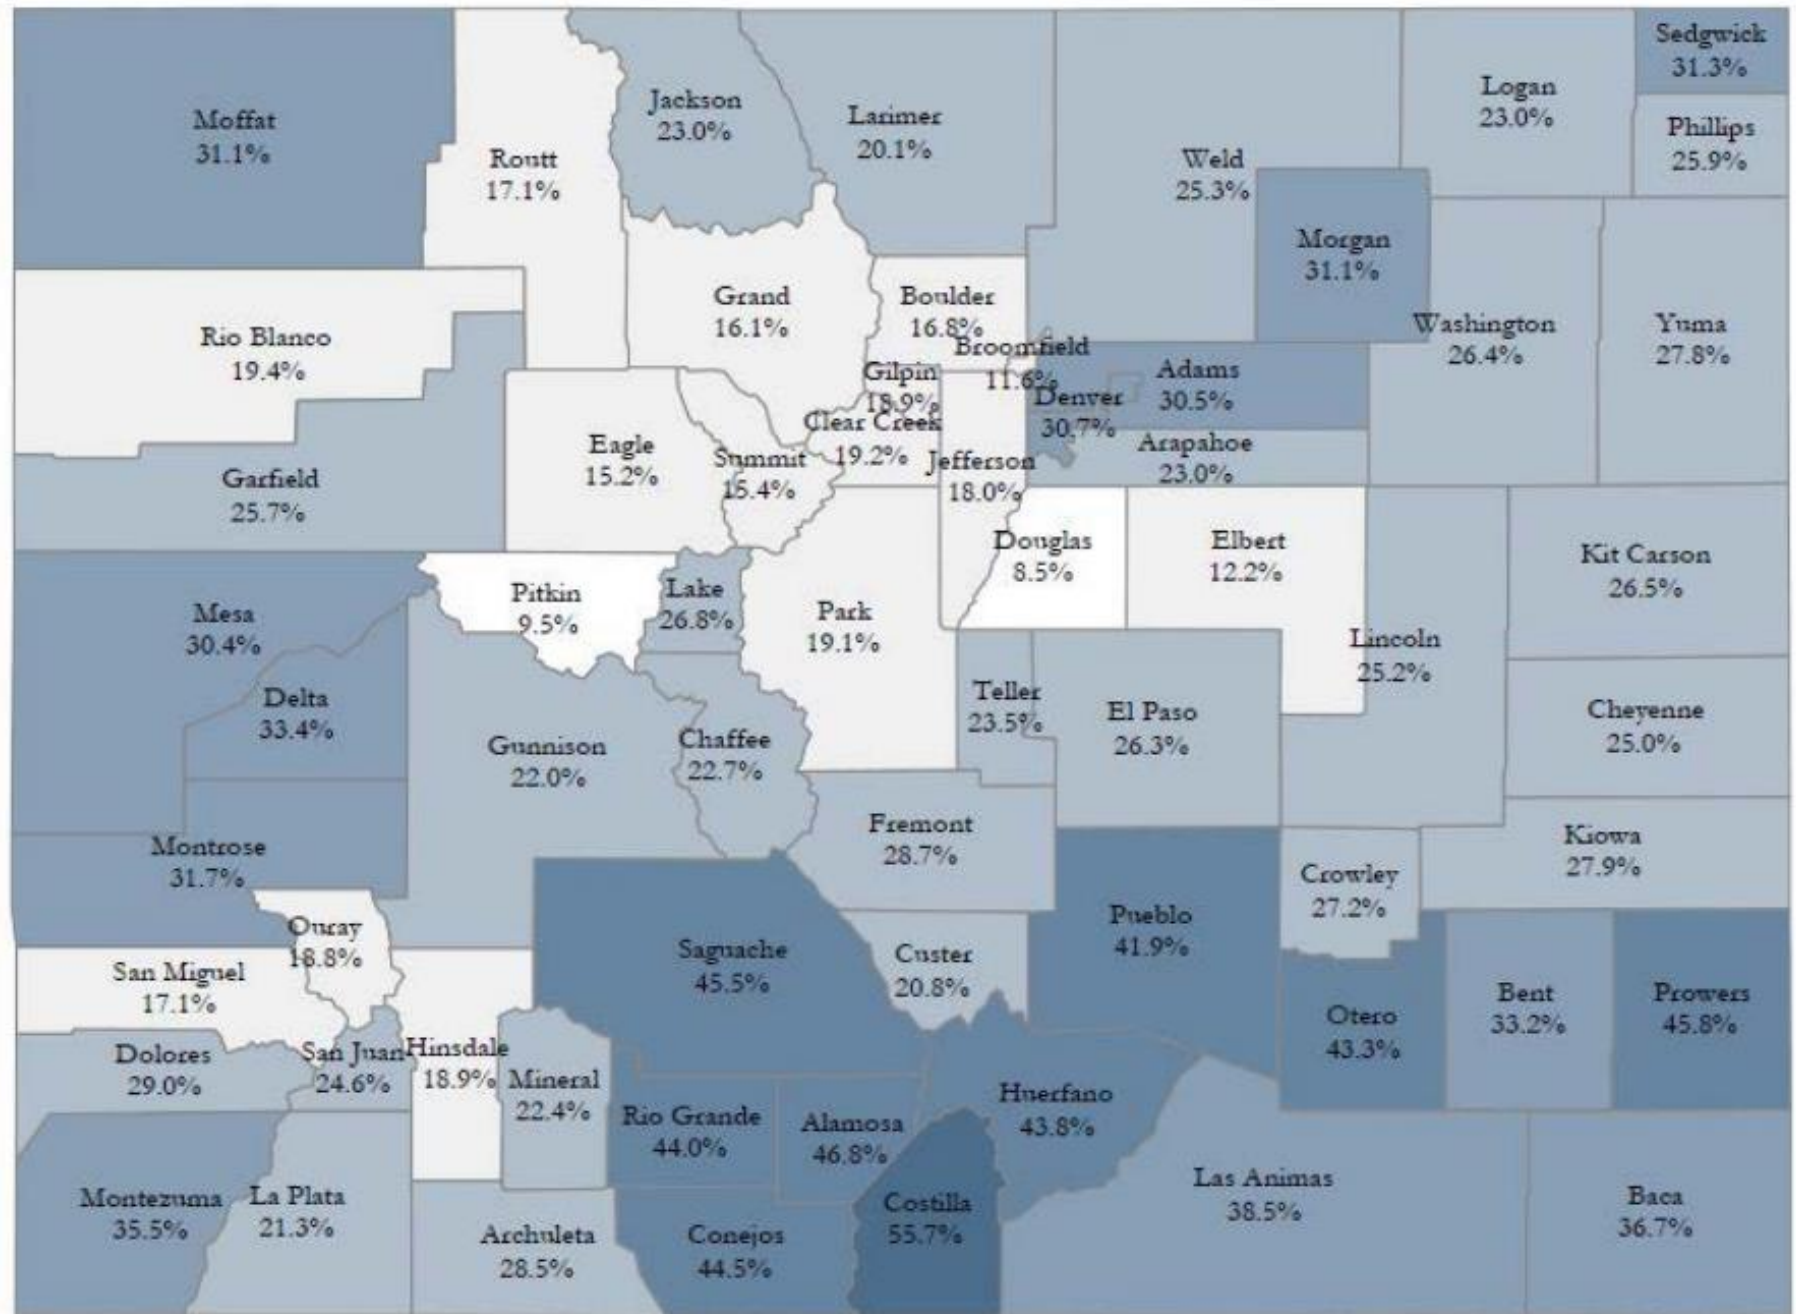 Sedgwick
31.3%
Logan
23.0%
Jackson
23.0%
Larimer
20.1%
Moffat
31.1%
Phillips
25.9%
Routt
17.1%
Weld
25.3%
Morgan
31.1%
Grand
16.1%
Boulder
16.8%
Washington
26.4%
Yuma
27.8%
Rio Blanco
19.4%
Broomfield
11.6%
Gilpin
18.9%
Adams
30.5%
Denver
30.7%
Clear Creek
19.2%
Eagle
15.2%
Summit
15.4%
Jefferson
18.0%
Arapahoe
23.0%
Garfield
25.7%
Douglas
8.5%
Elbert
12.2%
Kit Carson
26.5%
Pitkin
9.5%
Lake
26.8%
Mesa
30.4%
Park
19.1%
Lincoln
25.2%
Delta
33.4%
Teller
23.5%
El Paso
26.3%
Cheyenne
25.0%
Gunnison
22.0%
Chaffee
22.7%
Fremont
28.7%
Kiowa
27.9%
Montrose
31.7%
Crowley
27.2%
Ouray
18.8%
Pueblo
41.9%
Saguache
45.5%
Custer
20.8%
San Miguel
17.1%
Bent
33.2%
Prowers
45.8%
Otero
43.3%
Dolores
29.0%
San Juan
24.6%
Hinsdale
18.9%
Mineral
22.4%
Huerfano
43.8%
Rio Grande
44.0%
Alamosa
46.8%
Las Animas
38.5%
Montezuma
35.5%
La Plata
21.3%
Costilla
55.7%
Baca
36.7%
Archuleta
28.5%
Conejos
44.5%